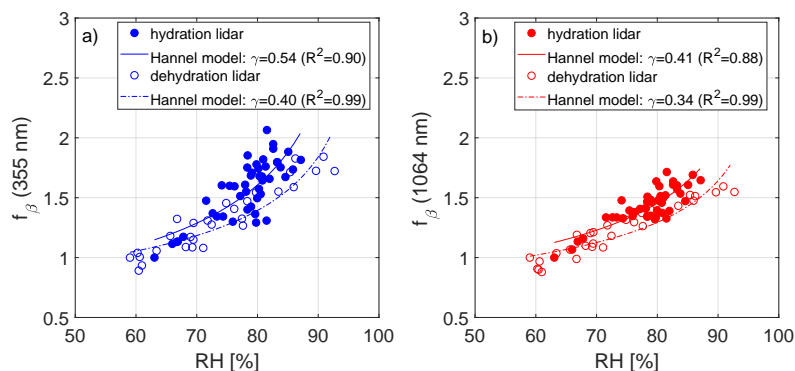 a)
hydration lidar
Hannel model: γ=0.54 (R²=0.90)
dehydration lidar
Hannel model: γ=0.40 (R²=0.99)
f_β (355 nm)
3
2.5
2
1.5
1
0.5
50 60 70 80 90 100
RH [%]
b)
hydration lidar
Hannel model: γ=0.41 (R²=0.88)
dehydration lidar
Hannel model: γ=0.34 (R²=0.99)
f_β (1064 nm)
3
2.5
2
1.5
1
0.5
50 60 70 80 90 100
RH [%]